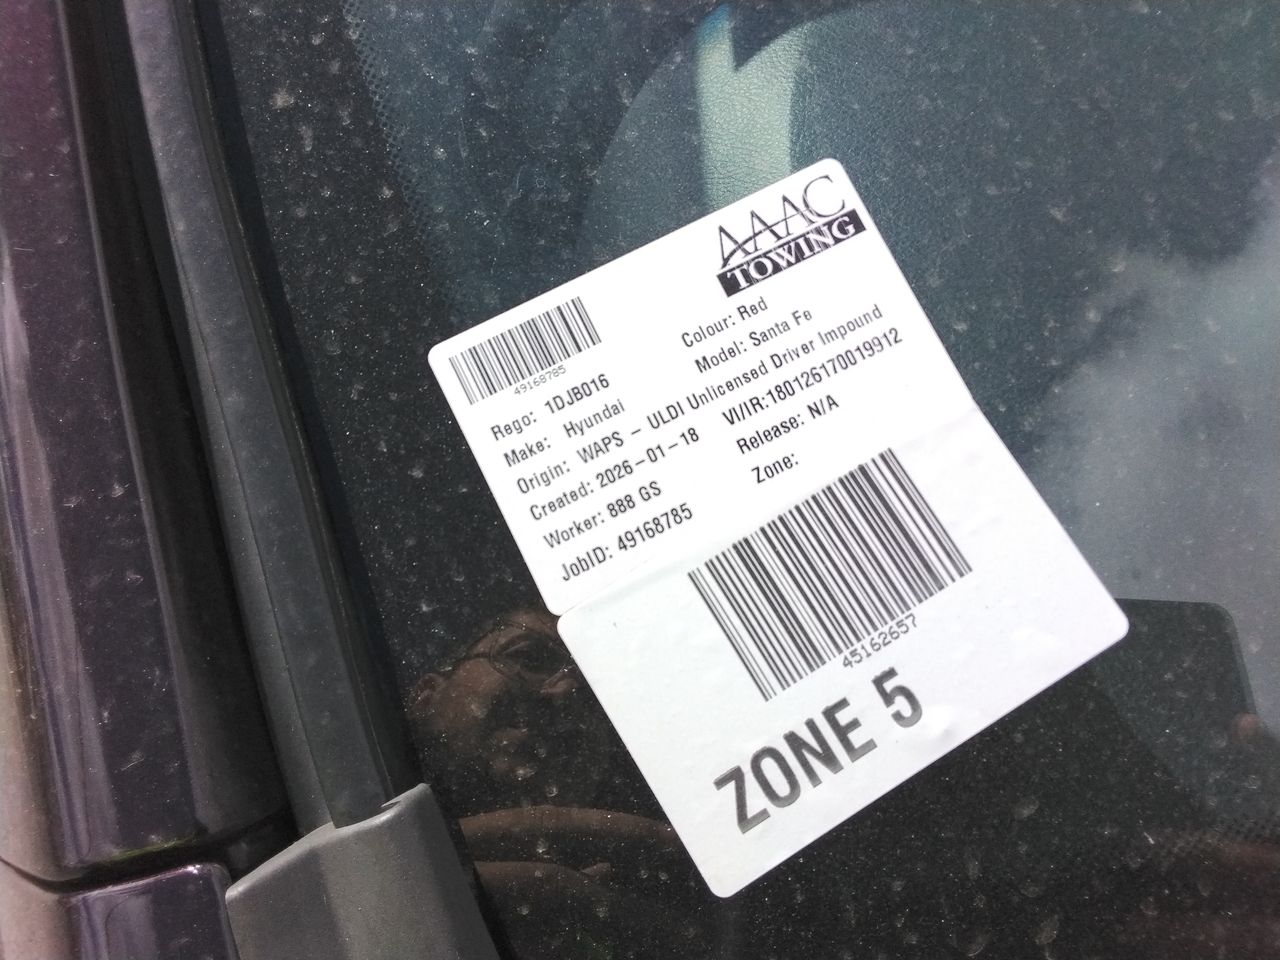 AAAC
TOWING
49168785
Rego: 1DJB016 Colour: Red
Make: Hyundai Model: Santa Fe
Origin: WAPS - ULDI Unlicensed Driver Impound
Created: 2026-01-18 VI/IR:180126170019912
Worker: 888 GS Release: N/A
JobID: 49168785 Zone:
45162657
ZONE 5